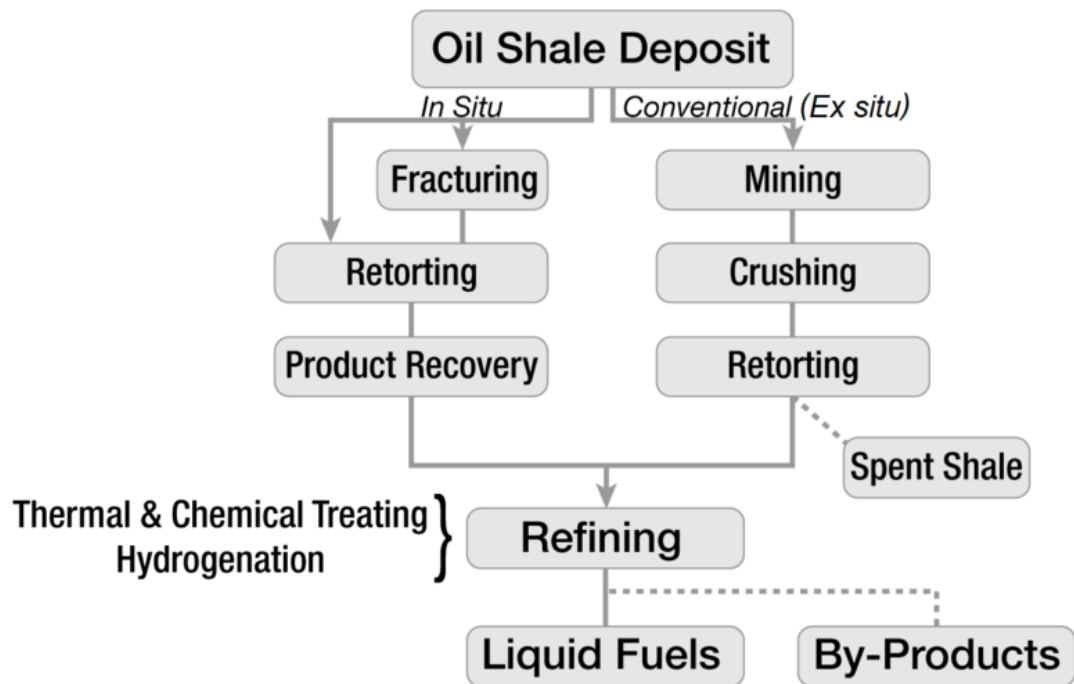 Oil Shale Deposit
In Situ
Conventional (Ex situ)
Fracturing
Mining
Retorting
Crushing
Product Recovery
Retorting
Spent Shale
Thermal & Chemical Treating
Hydrogenation
Refining
Liquid Fuels
By-Products